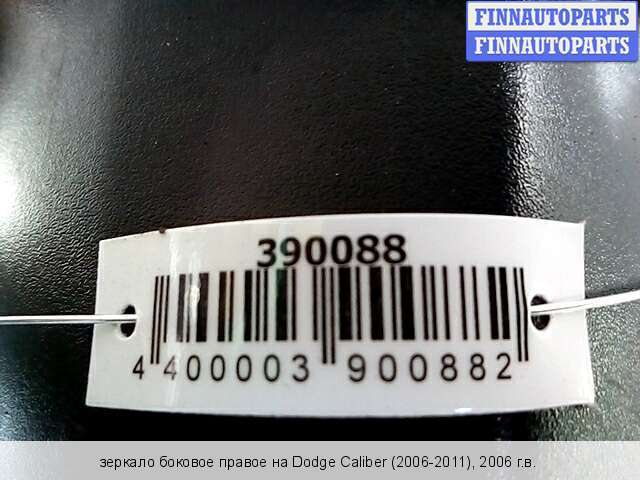 FINNAUTOPARTS
FINNAUTOPARTS
390088
4 400003 900882
зеркало боковое правое на Dodge Caliber (2006-2011), 2006 г.в.